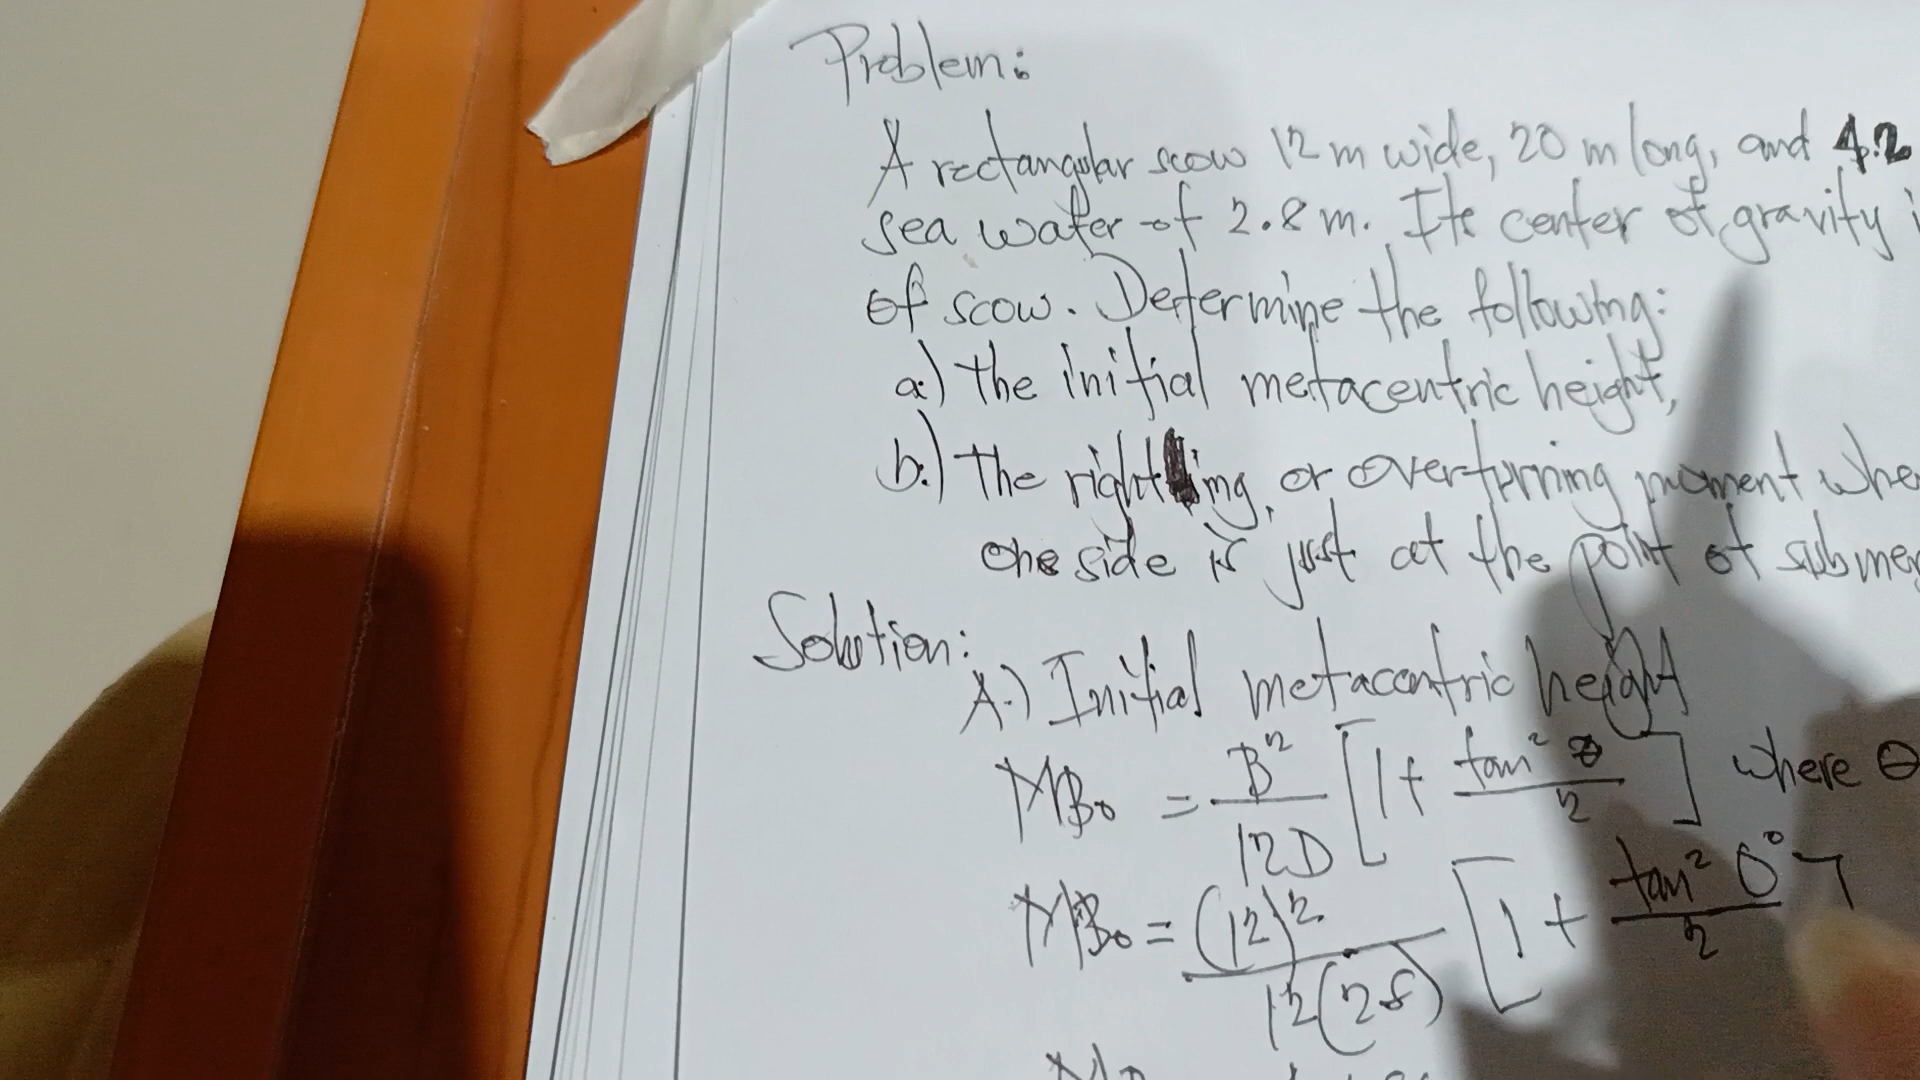 Problem:
A rectangular scow 12 m wide, 20 m long, and 4.2
sea water of 2.8 m. Its center of gravity i
of scow. Determine the following:
a.) the initial metacentric height,
b.) the righting, or overturning moment whe
one side is just at the point of submer
Solution:
A.) Initial metacentric height
MB₀ = B² / 12D [1 + tan² θ / 2] where θ
MB₀ = (12)² / 12(2.8) [1 + tan² 0° / 2]